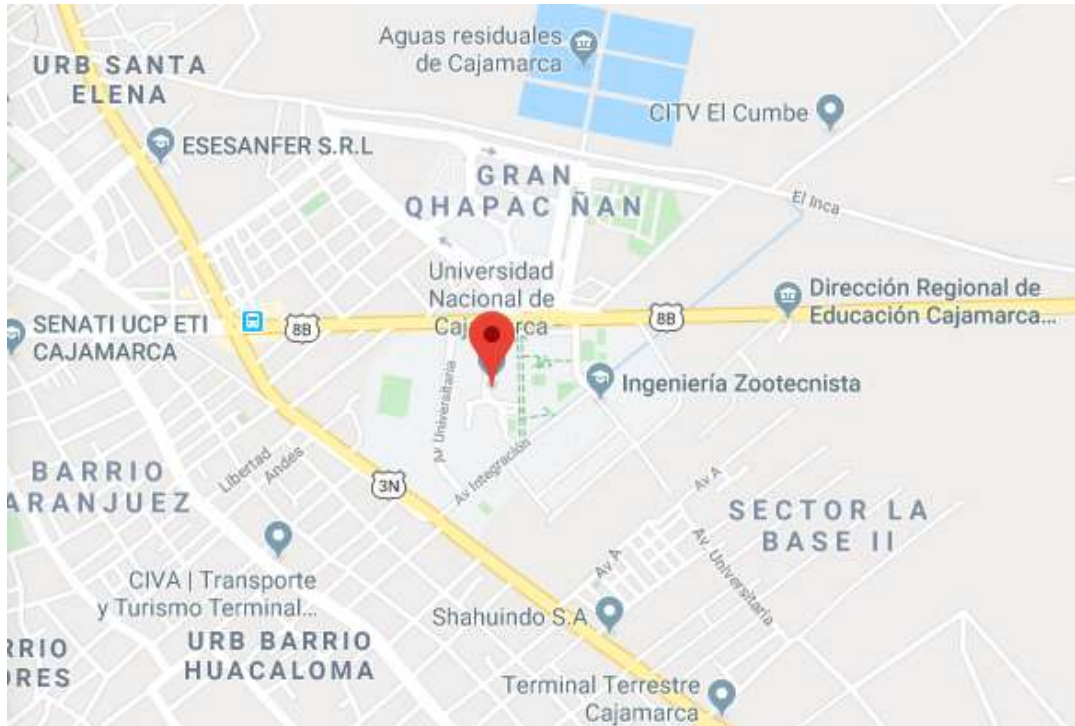 Aguas residuales
de Cajamarca
URB SANTA
ELENA
CITV El Cumbe
ESESANFER S.R.L
GRAN
QHAPAC ÑAN
El Inca
Universidad
Nacional de
Cajamarca
Dirección Regional de
Educación Cajamarca...
8B
8B
SENATI UCP ETI
CAJAMARCA
Ingeniería Zootecnista
Av Universitaria
Libertad
Andés
Av Integración
3N
BARRIO
ARANJUEZ
Av A
SECTOR LA
BASE II
Av. Universitaria
Av A
CIVA | Transporte
y Turismo Terminal...
Shahuindo S.A
URB BARRIO
HUACALOMA
RRIO
RES
Terminal Terrestre
Cajamarca